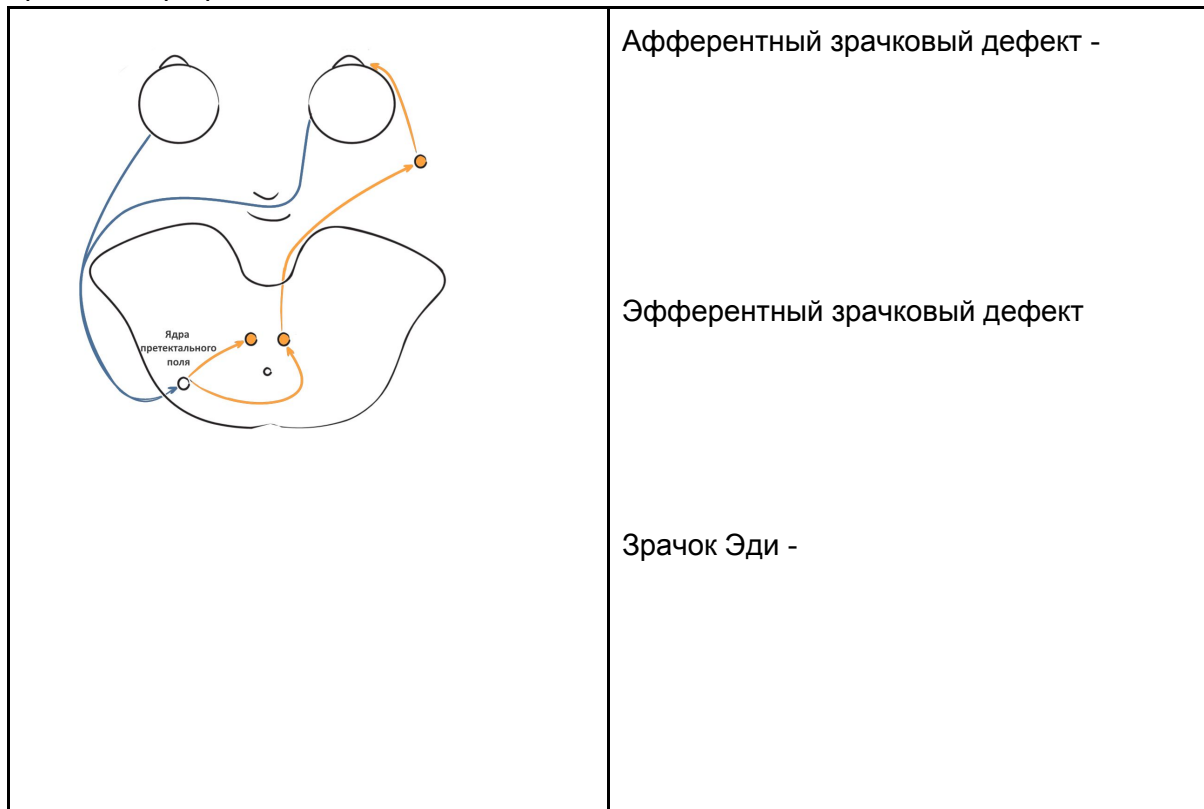 Афферентный зрачковый дефект -
Ядра
претектального
поля
Эфферентный зрачковый дефект
Зрачок Эди -